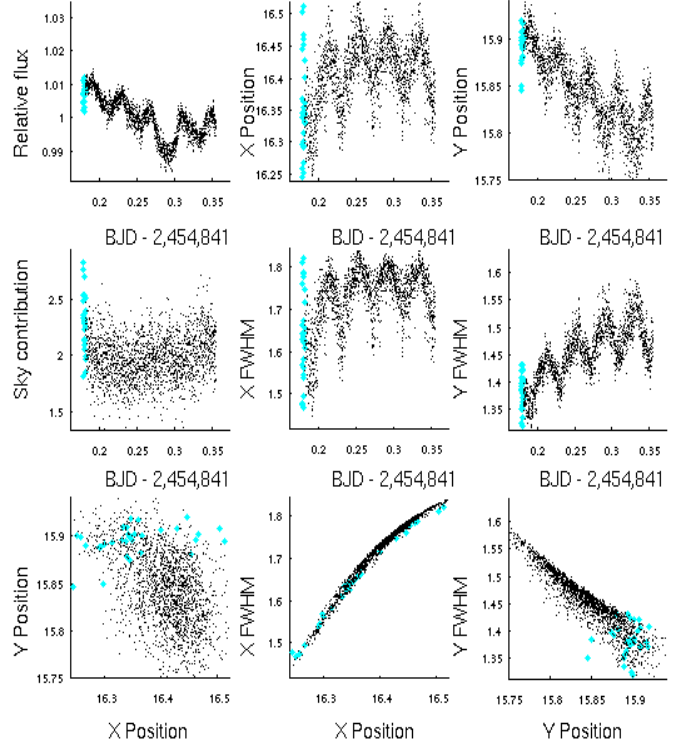 1.03
1.02
1.01
1
0.99
Relative flux
0.2 0.25 0.3 0.35
BJD - 2,454,841
16.5
16.45
16.4
16.35
16.3
16.25
X Position
0.2 0.25 0.3 0.35
BJD - 2,454,841
15.9
15.85
15.8
15.75
Y Position
0.2 0.25 0.3 0.35
BJD - 2,454,841
2.5
2
1.5
Sky contribution
0.2 0.25 0.3 0.35
BJD - 2,454,841
1.8
1.7
1.6
1.5
X FWHM
0.2 0.25 0.3 0.35
BJD - 2,454,841
1.6
1.55
1.5
1.45
1.4
1.35
Y FWHM
0.2 0.25 0.3 0.35
BJD - 2,454,841
15.9
15.85
15.8
15.75
Y Position
16.3 16.4 16.5
X Position
1.8
1.7
1.6
1.5
X FWHM
16.3 16.4 16.5
X Position
1.6
1.55
1.5
1.45
1.4
1.35
Y FWHM
15.75 15.8 15.85 15.9
Y Position